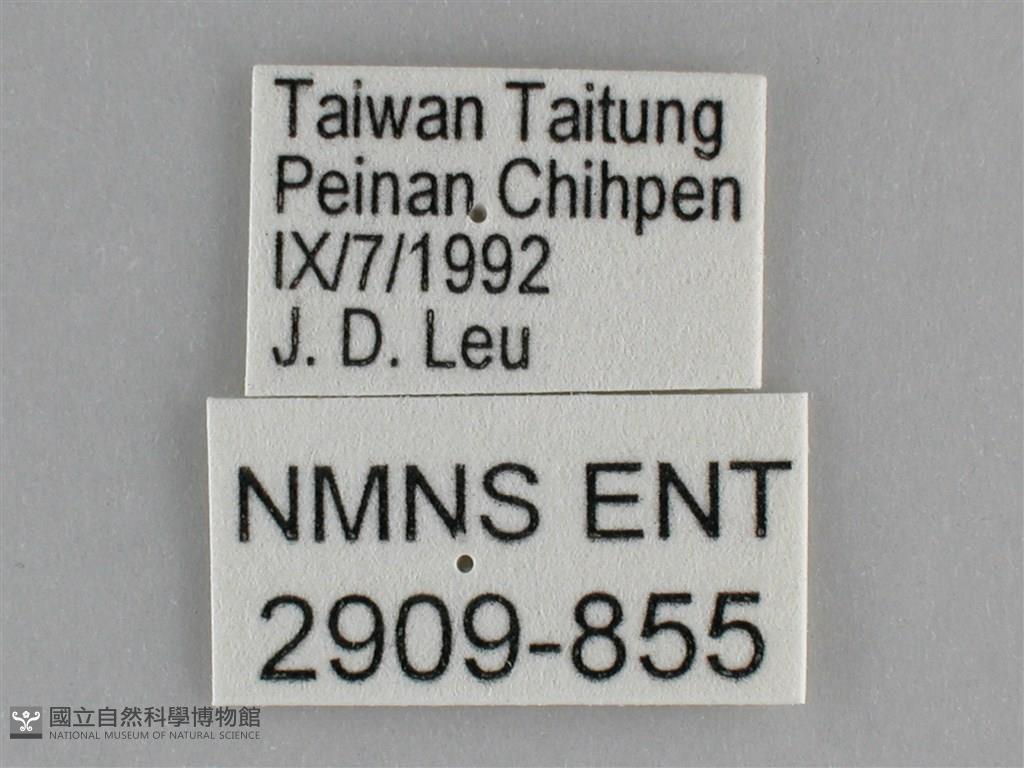 Taiwan Taitung
Peinan Chihpen
IX/7/1992
J. D. Leu
NMNS ENT
2909-855
國立自然科學博物館
NATIONAL MUSEUM OF NATURAL SCIENCE